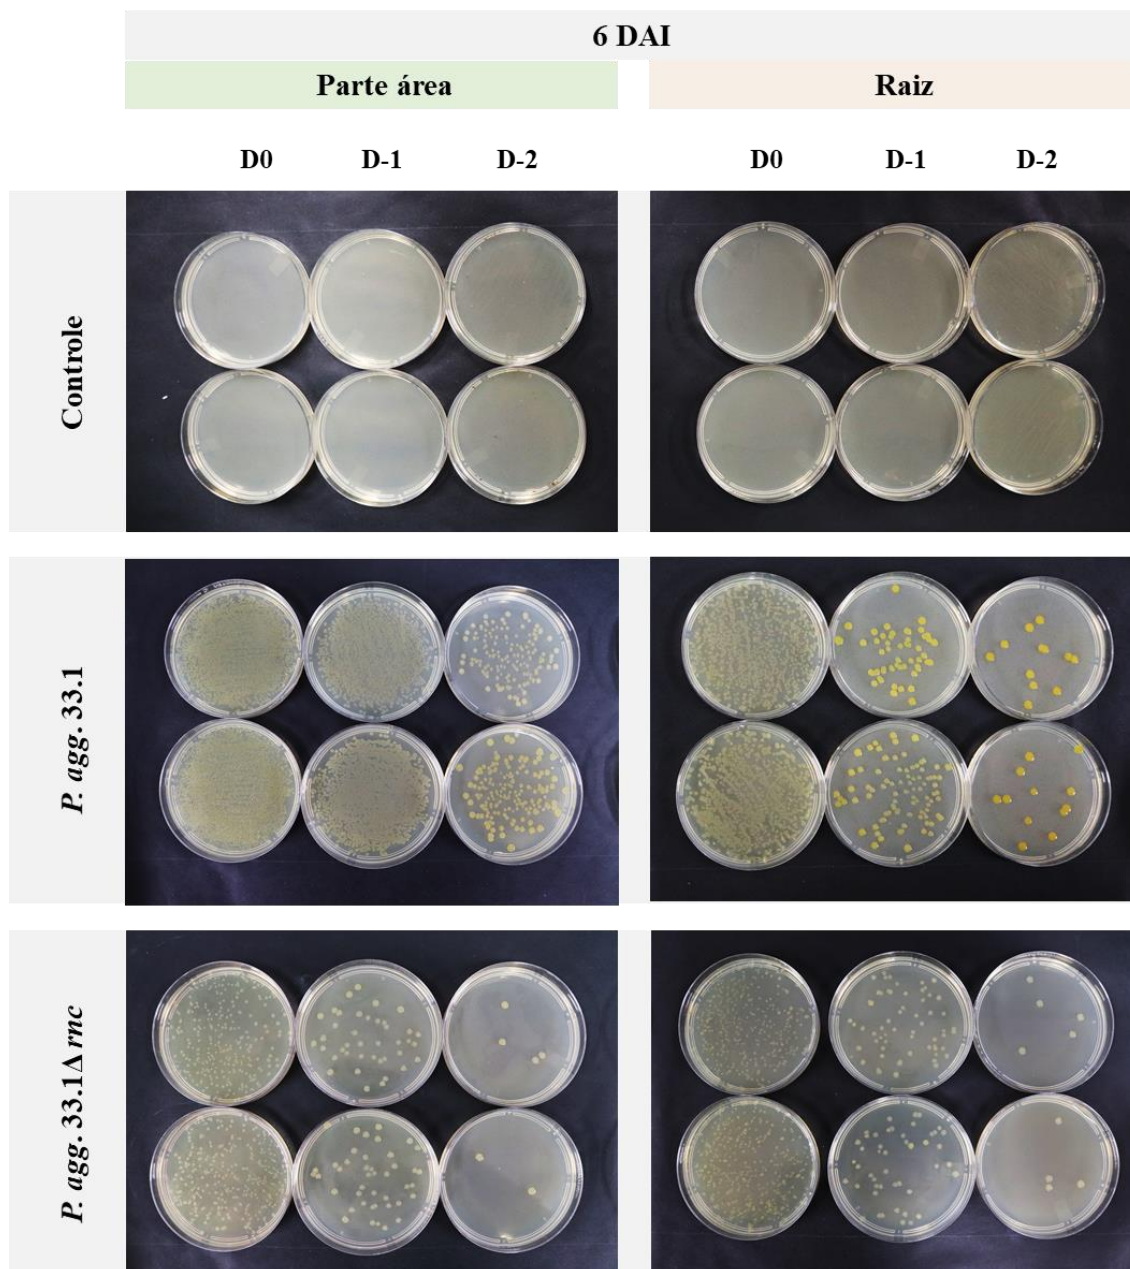 6 DAI
Parte área
Raiz
D0 D-1 D-2
D0 D-1 D-2
Controle
P. agg. 33.1
P. agg. 33.1Δrnc